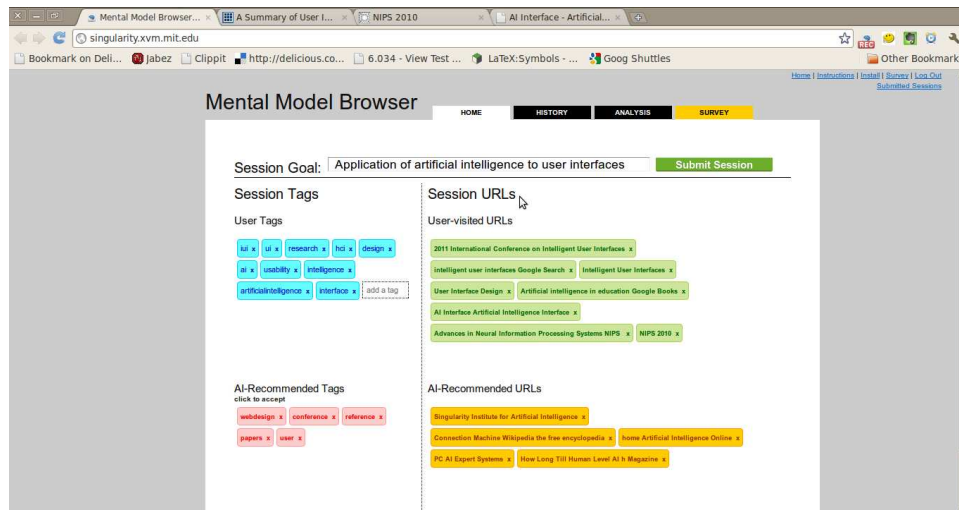 Mental Model Browser... × A Summary of User I... × NIPS 2010 × AI Interface - Artificial... ×
singularity.xvm.mit.edu
REC
Bookmark on Deli... Jabez Clippit http://delicious.co... 6.034 - View Test ... LaTeX:Symbols - ... Goog Shuttles Other Bookmark
Home | Instructions | Install | Survey | Log Out
Submitted Sessions
Mental Model Browser
HOME HISTORY ANALYSIS SURVEY
Session Goal: Application of artificial intelligence to user interfaces Submit Session
Session Tags
User Tags
iui x ui x research x hci x design x
ai x usability x intelligence x
artificialintelligence x interface x add a tag
AI-Recommended Tags
click to accept
webdesign x conference x reference x
papers x user x
Session URLs
User-visited URLs
2011 International Conference on Intelligent User Interfaces x
intelligent user interfaces Google Search x Intelligent User Interfaces x
User Interface Design x Artificial intelligence in education Google Books x
AI Interface Artificial Intelligence Interface x
Advances in Neural Information Processing Systems NIPS x NIPS 2010 x
AI-Recommended URLs
Singularity Institute for Artificial Intelligence x
Connection Machine Wikipedia the free encyclopedia x home Artificial Intelligence Online x
PC AI Expert Systems x How Long Till Human Level AI h Magazine x